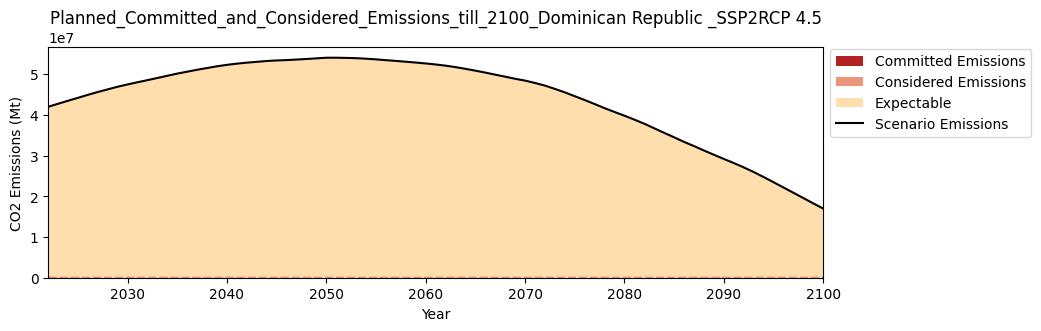 Planned_Committed_and_Considered_Emissions_till_2100_Dominican Republic _SSP2RCP 4.5
1e7
5
4
3
2
1
0
CO2 Emissions (Mt)
2030 2040 2050 2060 2070 2080 2090 2100
Year
Committed Emissions
Considered Emissions
Expectable
Scenario Emissions